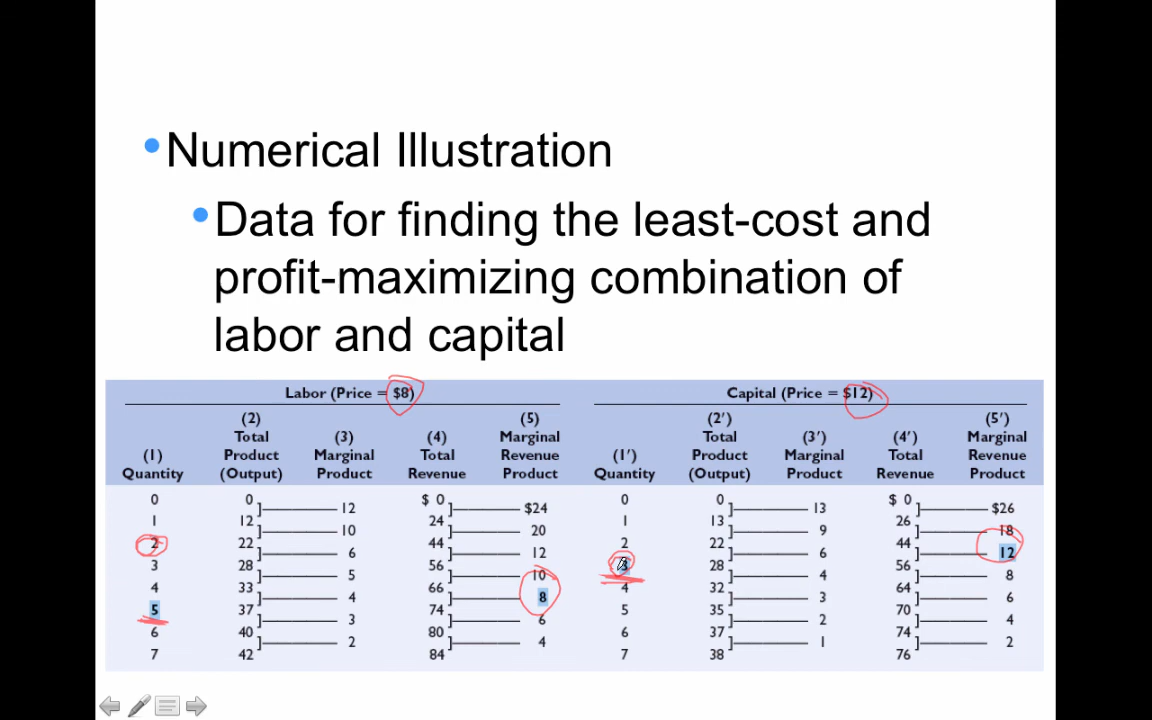 Numerical Illustration
Data for finding the least-cost and
profit-maximizing combination of
labor and capital
Labor (Price = $8) Capital (Price = $12)
(2) (5) (2′) (5′)
Total (3) (4) Marginal Total (3′) (4′) Marginal
(1) Product Marginal Total Revenue (1′) Product Marginal Total Revenue
Quantity (Output) Product Revenue Product Quantity (Output) Product Revenue Product
0 0 $ 0 0 0 $ 0
12 $24 13 $26
1 12 24 1 13 26
10 20 9 18
2 22 44 2 22 44
6 12 6 12
3 28 56 3 28 56
5 10 4 8
4 33 66 4 32 64
4 8 3 6
5 37 74 5 35 70
3 6 2 4
6 40 80 6 37 74
2 4 1 2
7 42 84 7 38 76